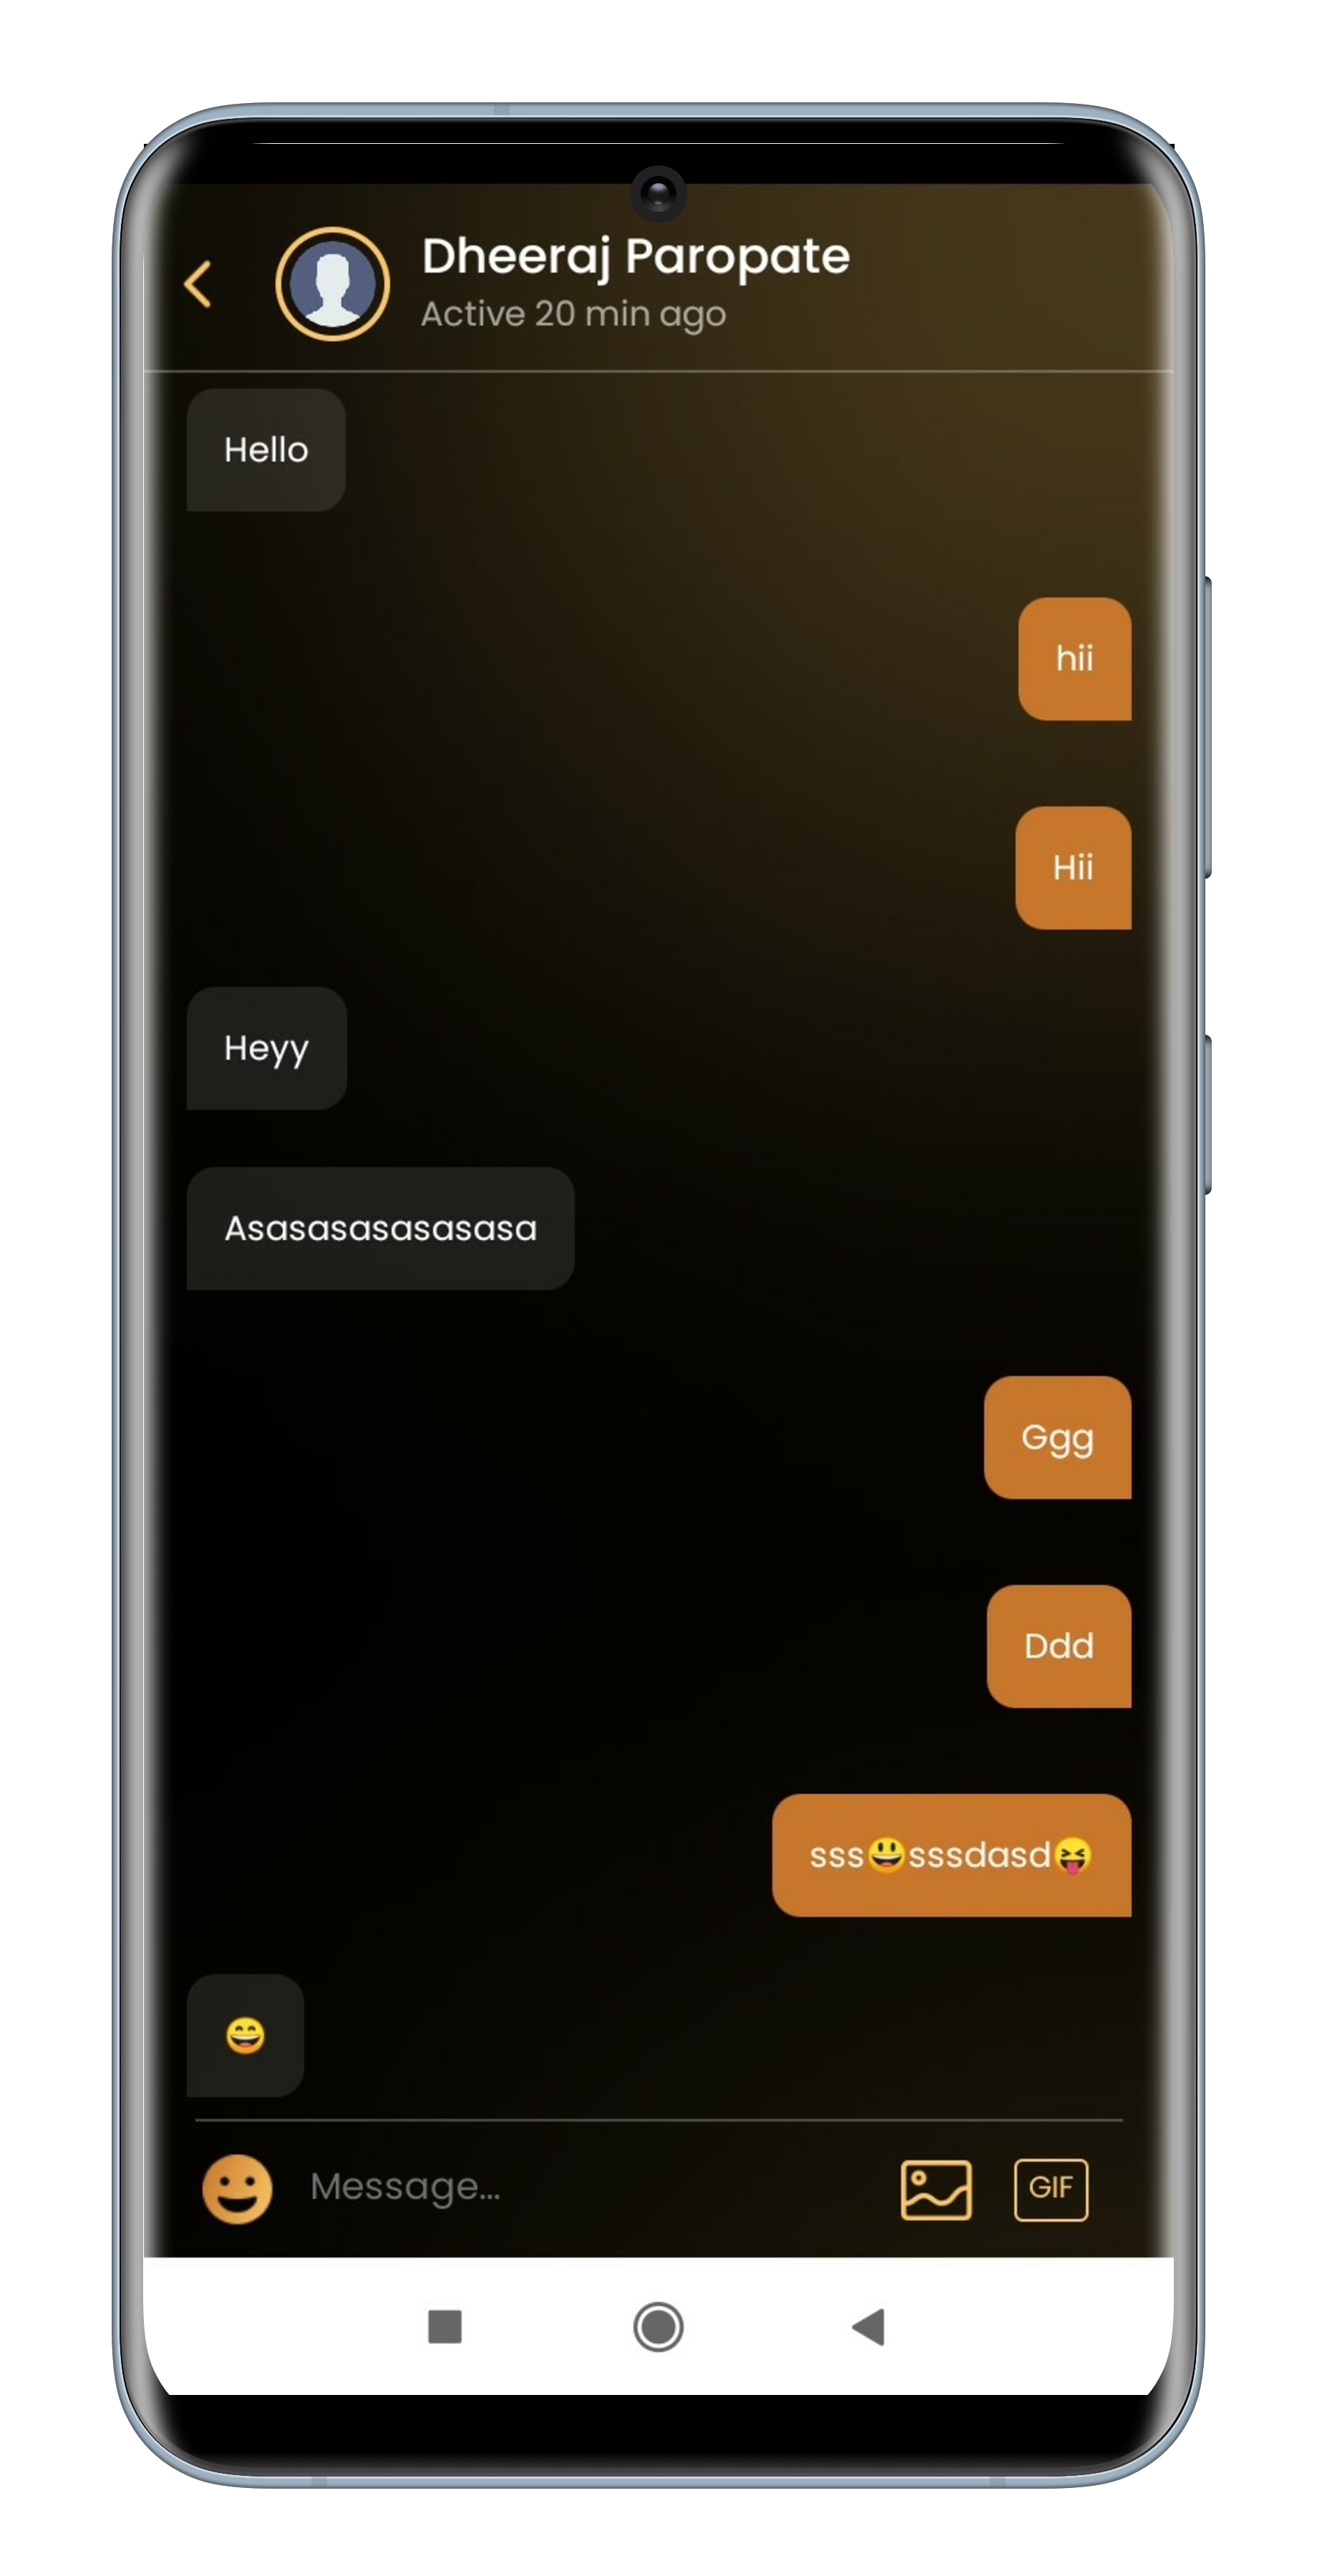 Dheeraj Paropate
Active 20 min ago
Hello
hii
Hii
Heyy
Asasasasasasasa
Ggg
Ddd
sss😃sssdasd😝
😄
Message...
GIF